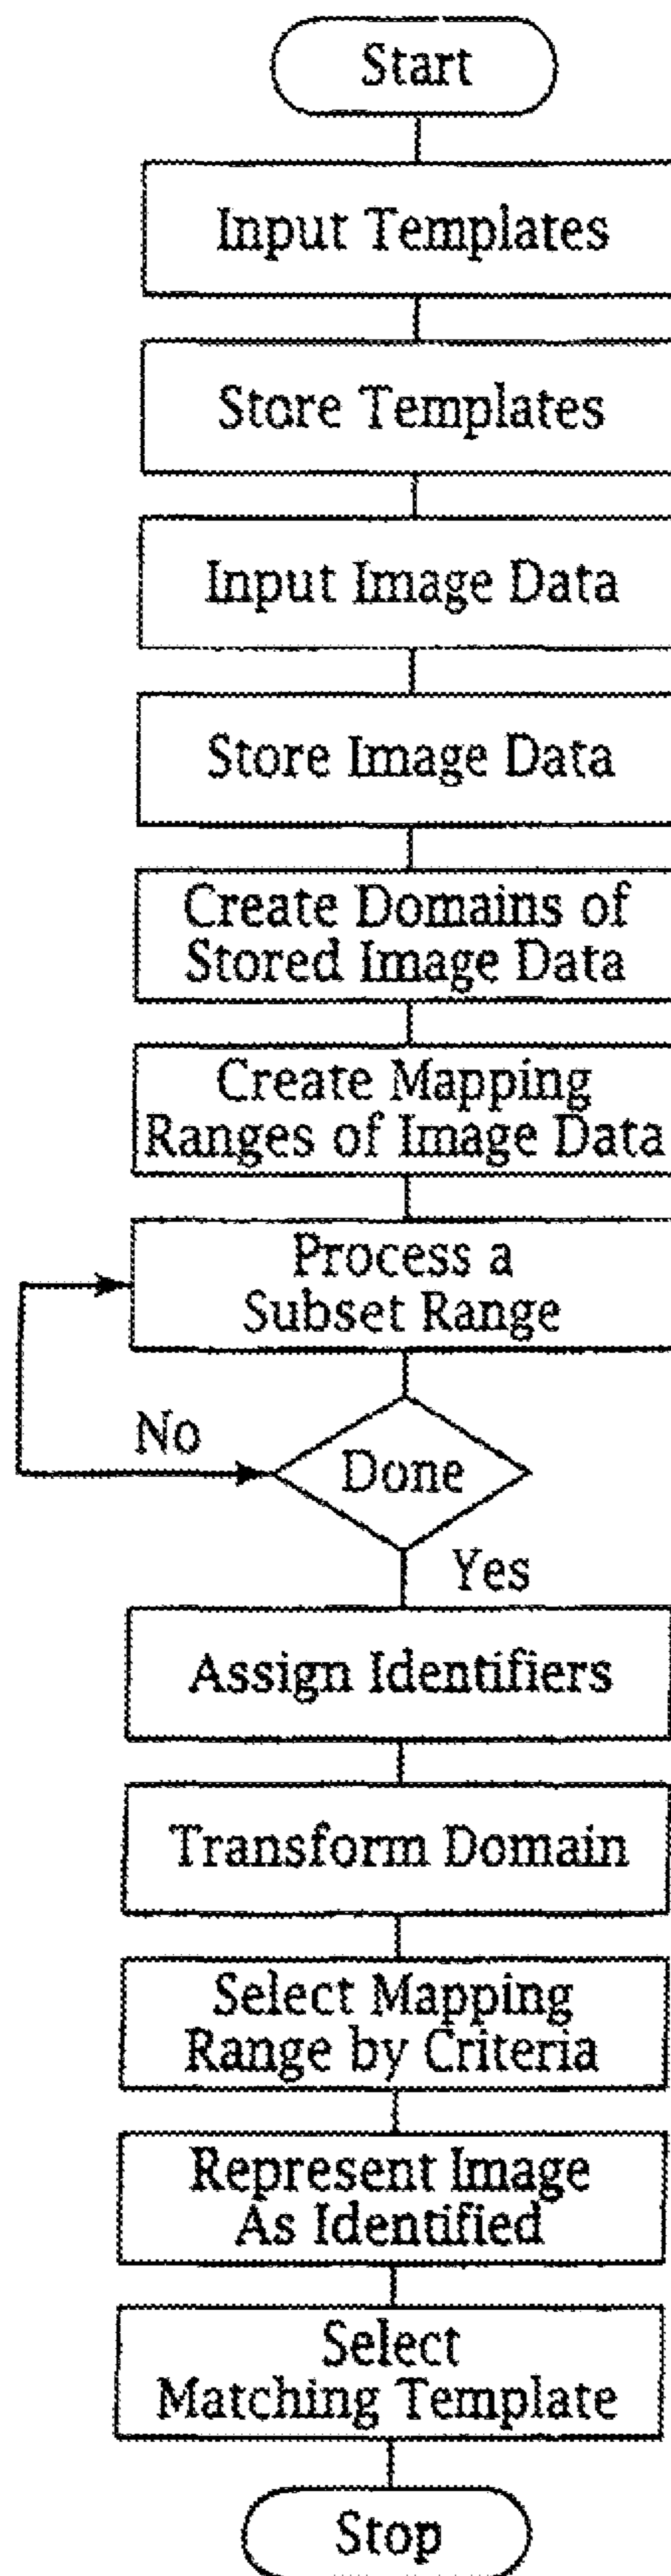 Start
Input Templates
Store Templates
Input Image Data
Store Image Data
Create Domains of
Stored Image Data
Create Mapping
Ranges of Image Data
Process a
Subset Range
No
Done
Yes
Assign Identifiers
Transform Domain
Select Mapping
Range by Criteria
Represent Image
As Identified
Select
Matching Template
Stop